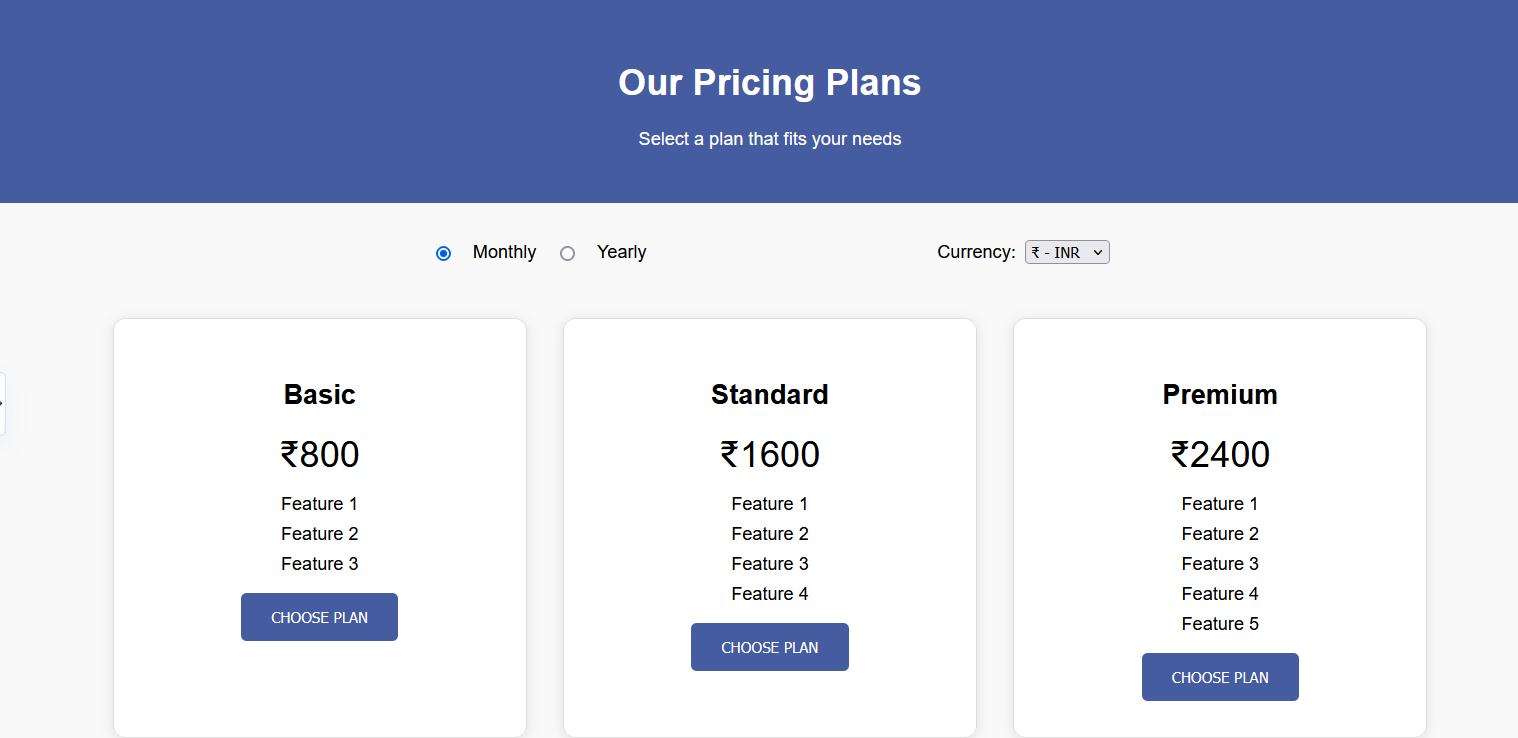 Our Pricing Plans
Select a plan that fits your needs
Monthly Yearly Currency: ₹ - INR
Basic
₹800
Feature 1
Feature 2
Feature 3
CHOOSE PLAN
Standard
₹1600
Feature 1
Feature 2
Feature 3
Feature 4
CHOOSE PLAN
Premium
₹2400
Feature 1
Feature 2
Feature 3
Feature 4
Feature 5
CHOOSE PLAN